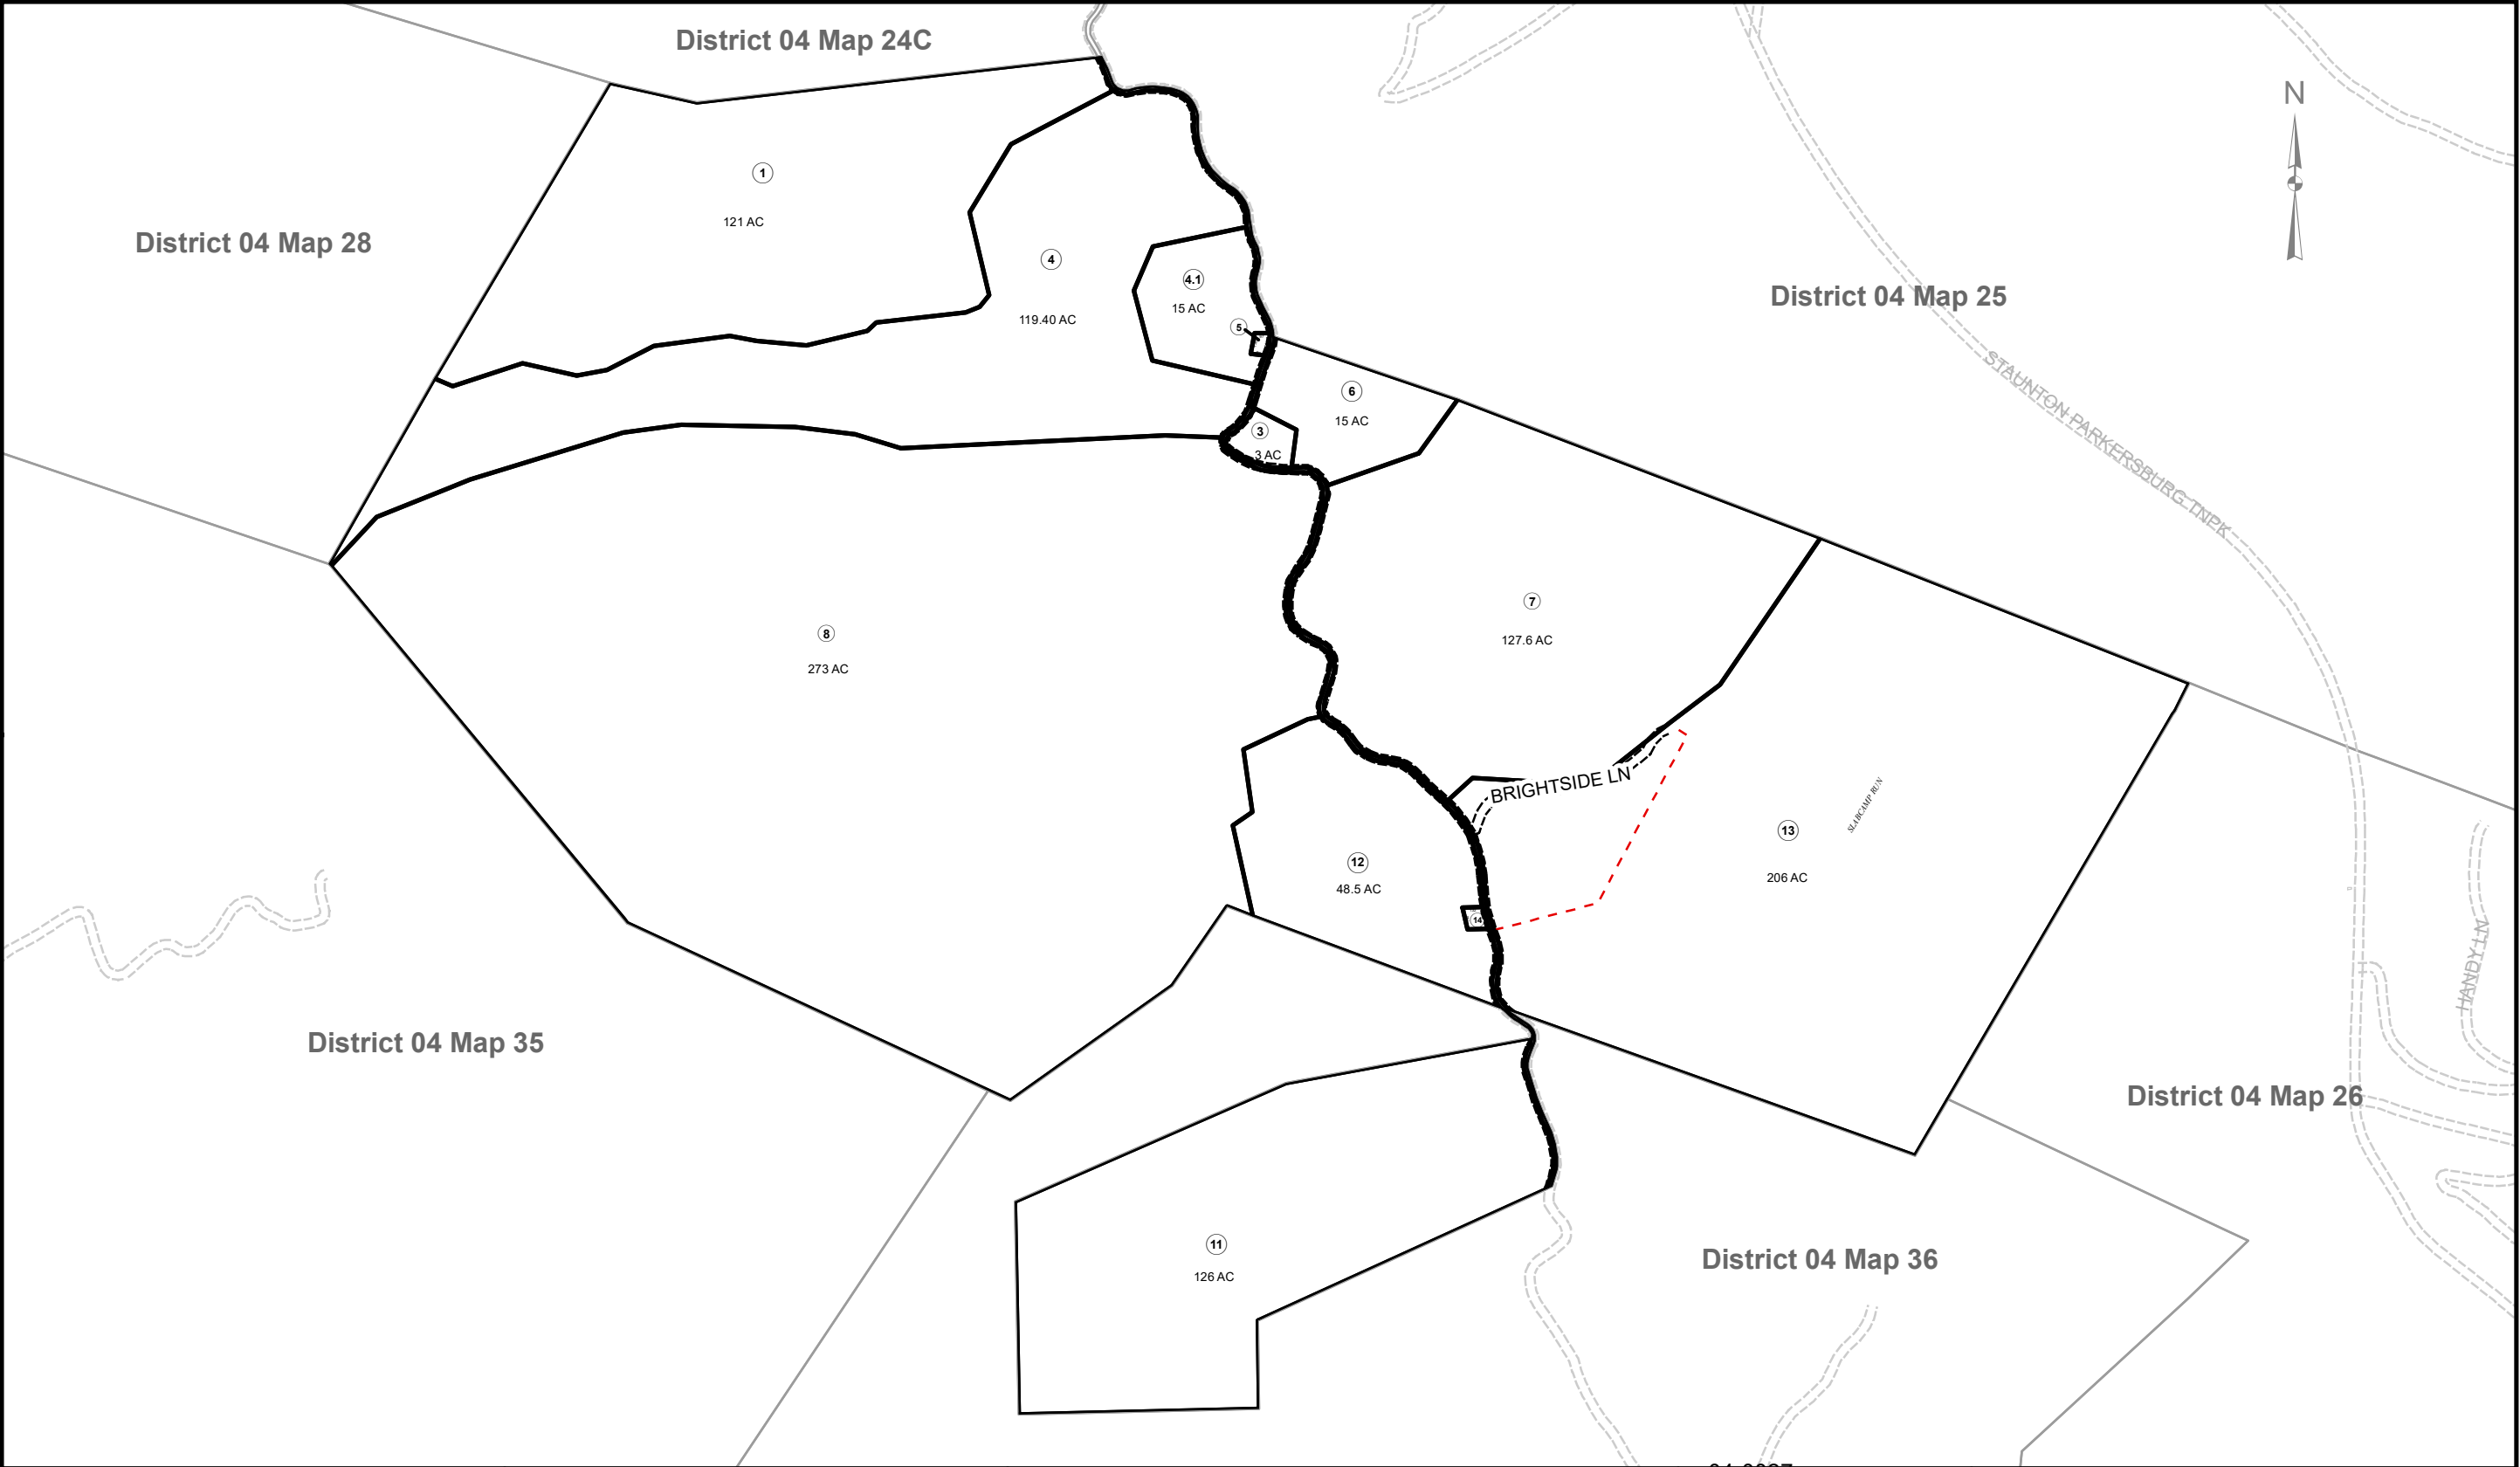 District 04 Map 24C
N
1
121 AC
District 04 Map 28
4
119.40 AC
4.1
15 AC
5
District 04 Map 25
STAUNTON PARKERSBURG TNPK
6
15 AC
3
3 AC
7
127.6 AC
8
273 AC
BRIGHTSIDE LN
SLABCAMP RUN
13
206 AC
12
48.5 AC
14
HANDY LN
District 04 Map 35
District 04 Map 26
11
126 AC
District 04 Map 36